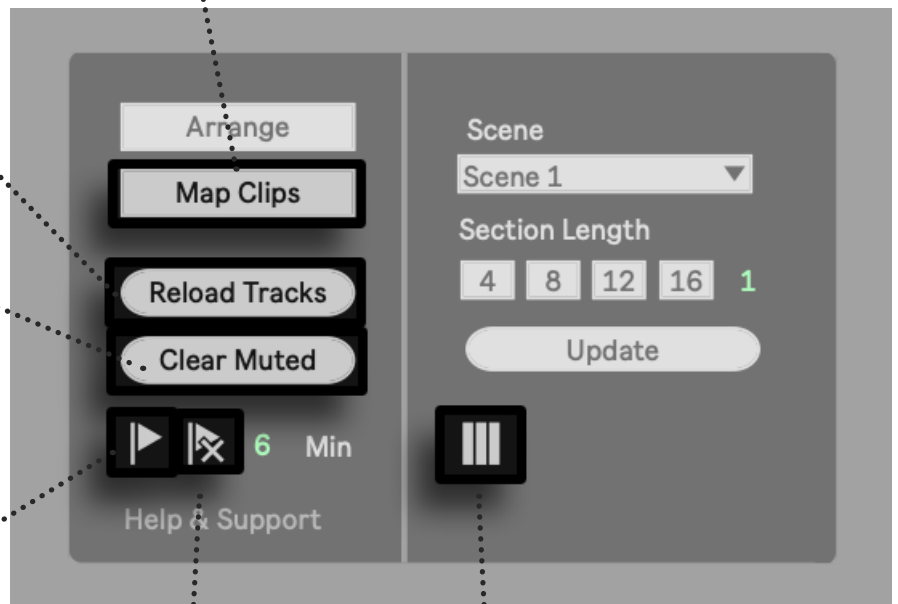 Arrange
Map Clips
Reload Tracks
Clear Muted
6 Min
Help & Support
Scene
Scene 1
Section Length
4 8 12 16 1
Update